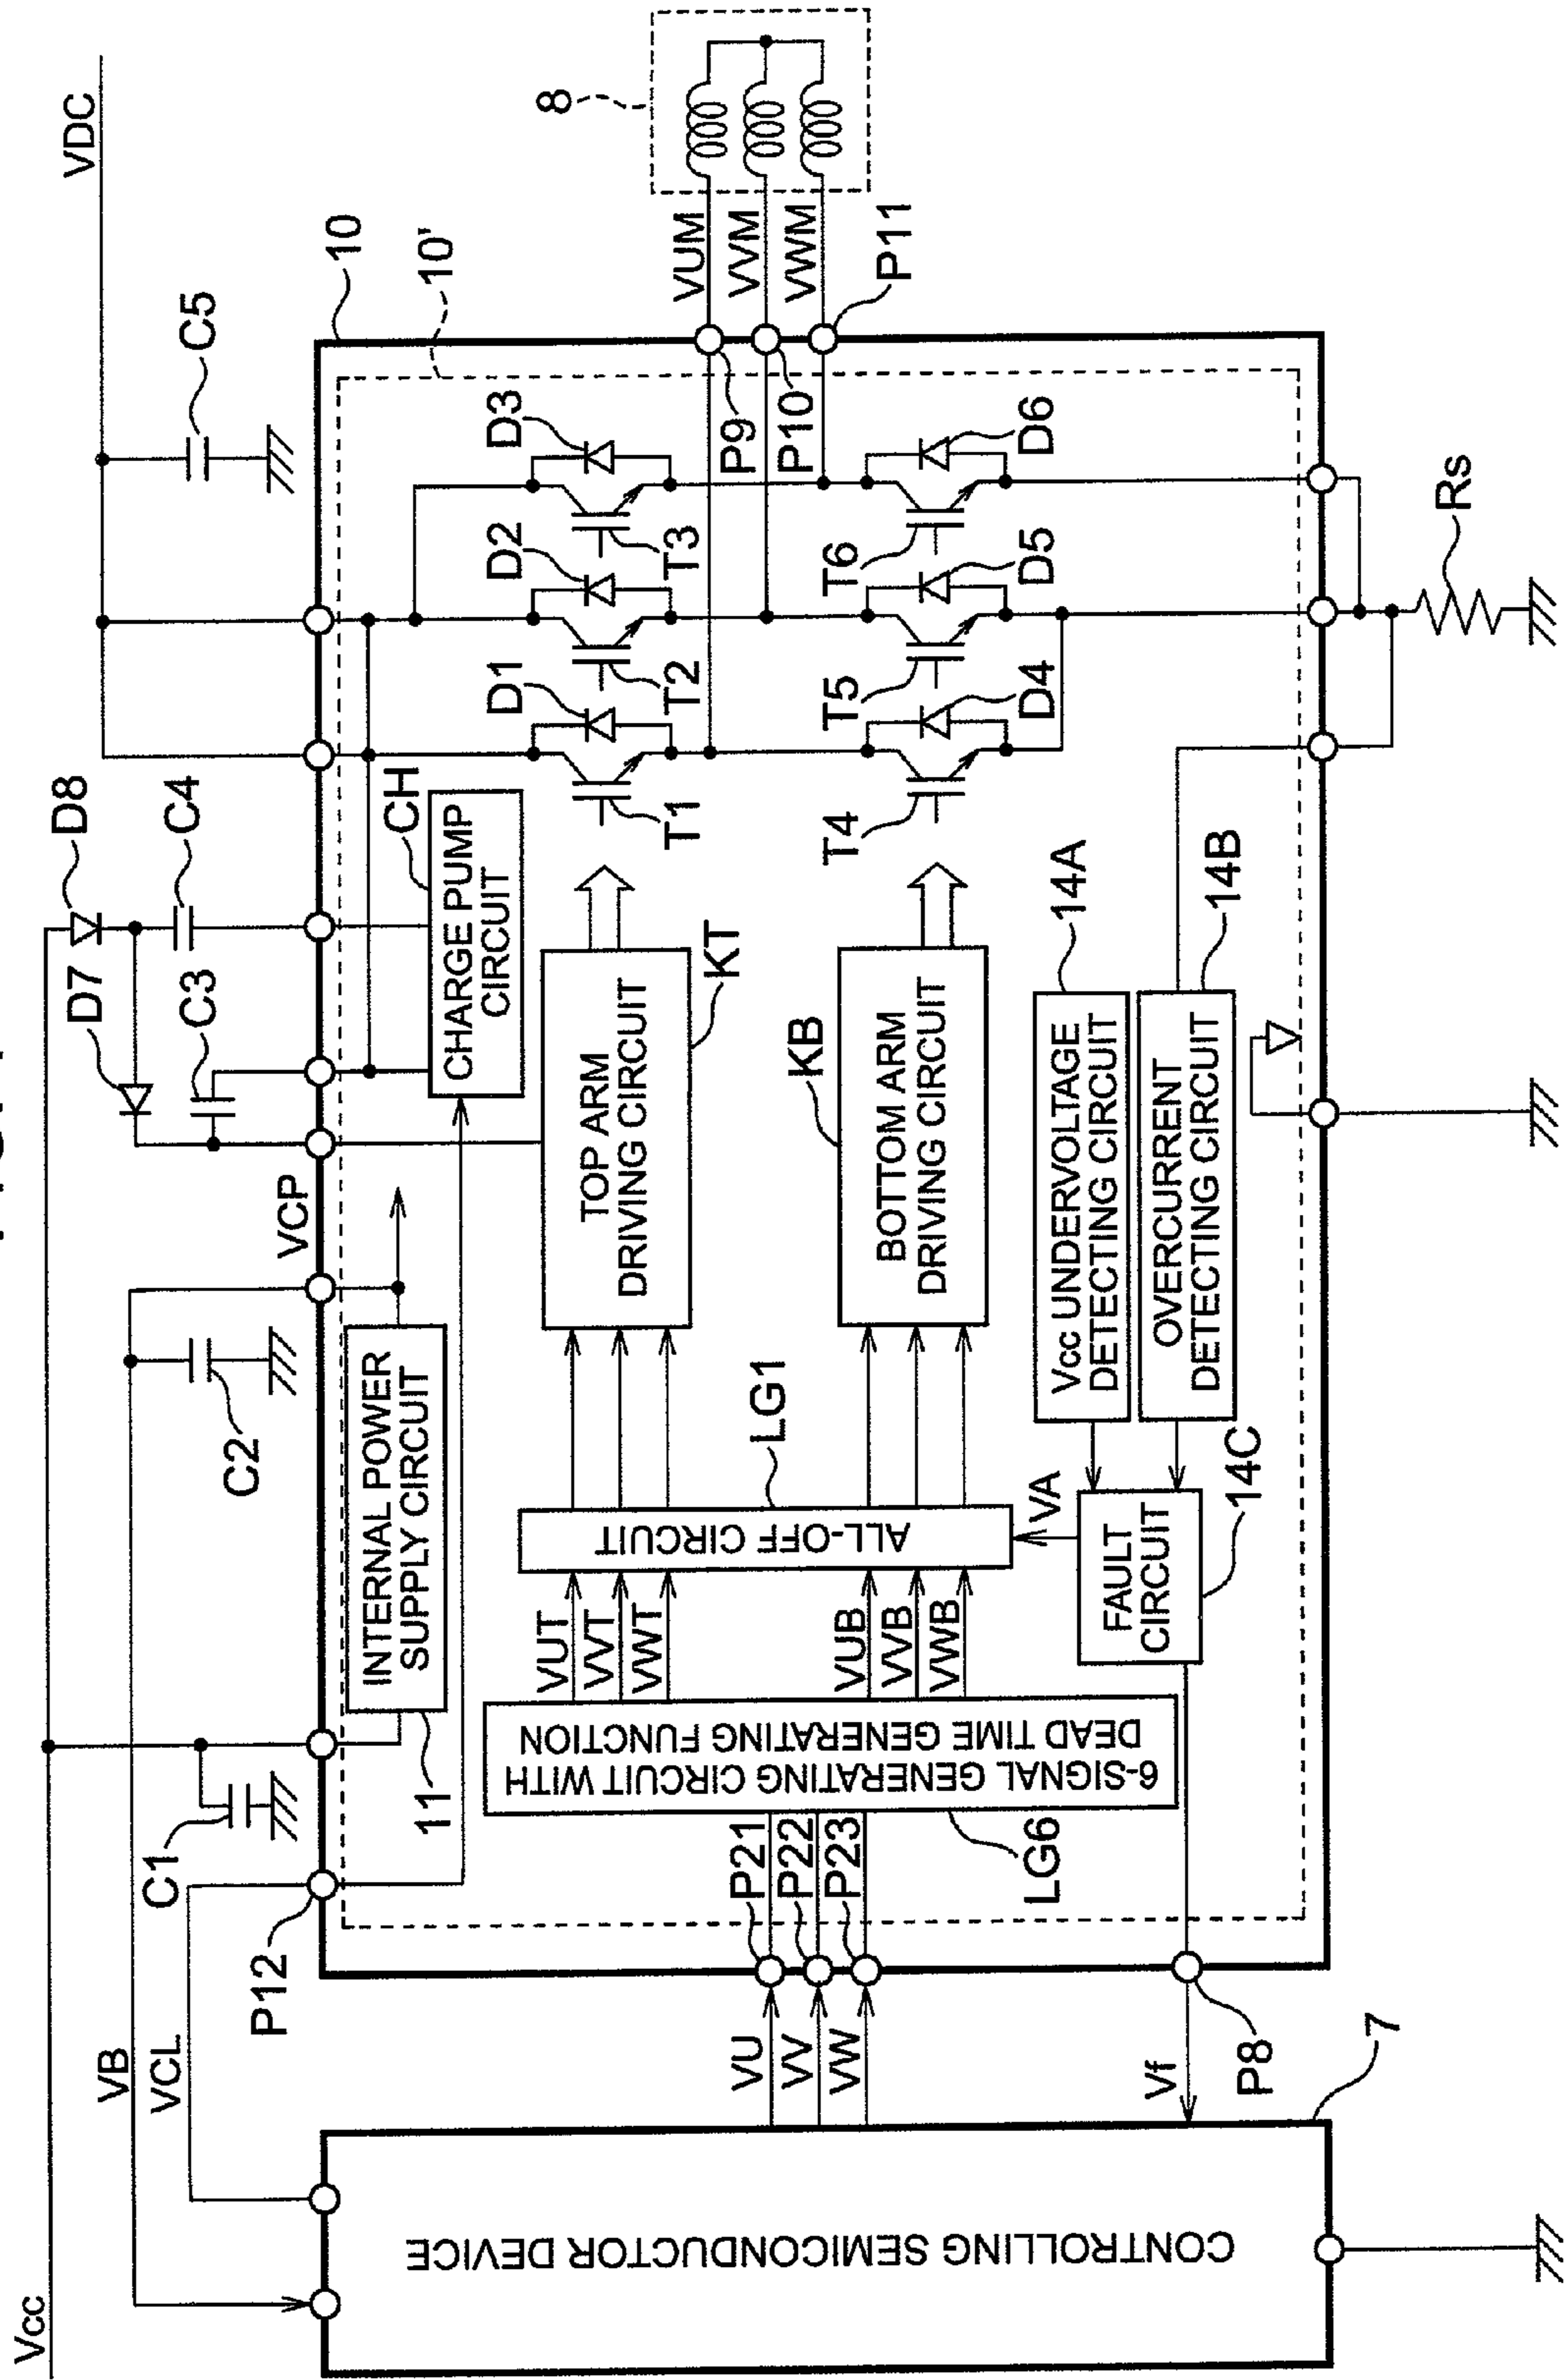 Vcc
VB
VCL
P12
C1
C2
VCP
D7
C3
D8
C4
VDC
C5
10
10'
8
VUM
VVM
VWM
P9
P10
P11
INTERNAL POWER
SUPPLY CIRCUIT
11
CHARGE PUMP
CIRCUIT
CH
D1
D2
D3
T1
T2
T3
TOP ARM
DRIVING CIRCUIT
KT
BOTTOM ARM
DRIVING CIRCUIT
KB
T4
T5
T6
D4
D5
D6
Rs
Vcc UNDERVOLTAGE
DETECTING CIRCUIT
14A
OVERCURRENT
DETECTING CIRCUIT
14B
FAULT
CIRCUIT
14C
VA
ALL-OFF CIRCUIT
LG1
VUT
VVT
VWT
VUB
VVB
VWB
6-SIGNAL GENERATING CIRCUIT WITH
DEAD TIME GENERATING FUNCTION
LG6
P21
P22
P23
VU
VV
VW
Vf
P8
7
CONTROLLING SEMICONDUCTOR DEVICE